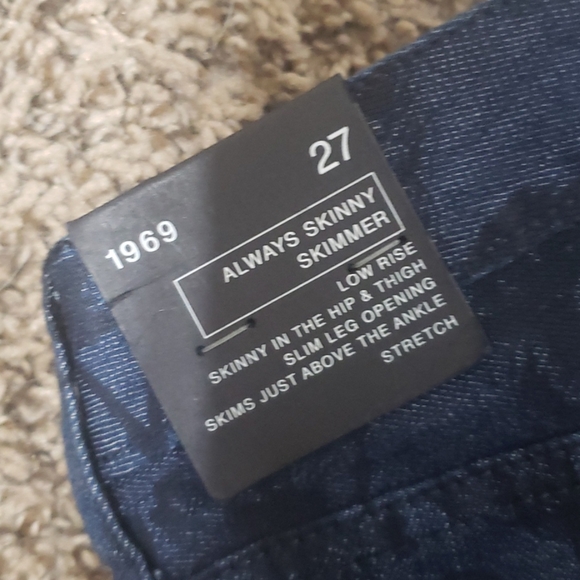 27
1969
ALWAYS SKINNY
SKIMMER
LOW RISE
SKINNY IN THE HIP & THIGH
SLIM LEG OPENING
SKIMS JUST ABOVE THE ANKLE
STRETCH